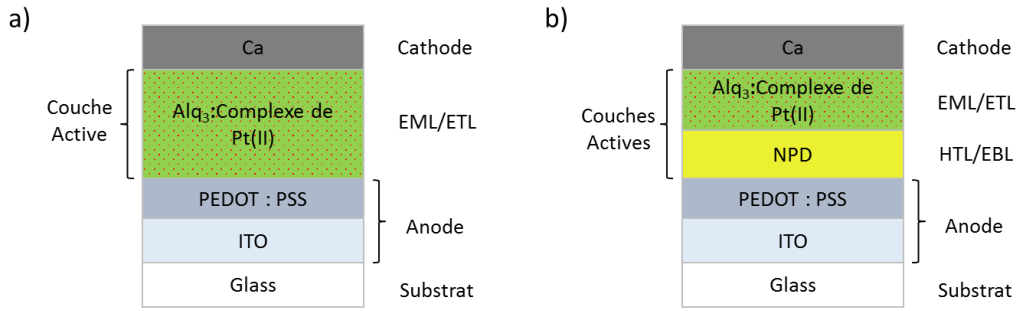 a)
Ca
Cathode
Couche
Active
Alq₃:Complexe de
Pt(II)
EML/ETL
PEDOT : PSS
ITO
Anode
Glass
Substrat
b)
Ca
Cathode
Couches
Actives
Alq₃:Complexe de
Pt(II)
EML/ETL
NPD
HTL/EBL
PEDOT : PSS
ITO
Anode
Glass
Substrat